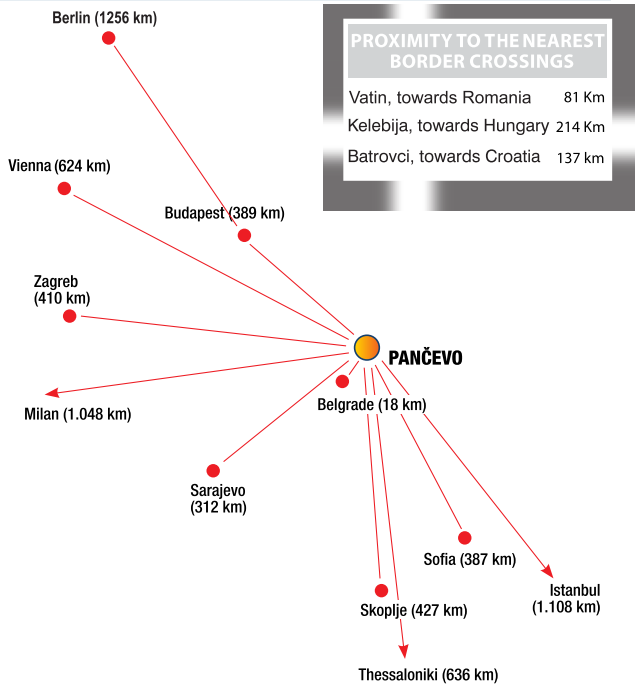 Berlin (1256 km)
PROXIMITY TO THE NEAREST
BORDER CROSSINGS
Vatin, towards Romania 81 Km
Kelebija, towards Hungary 214 Km
Batrovci, towards Croatia 137 km
Vienna (624 km)
Budapest (389 km)
Zagreb
(410 km)
PANČEVO
Milan (1.048 km)
Belgrade (18 km)
Sarajevo
(312 km)
Sofia (387 km)
Istanbul
(1.108 km)
Skoplje (427 km)
Thessaloniki (636 km)